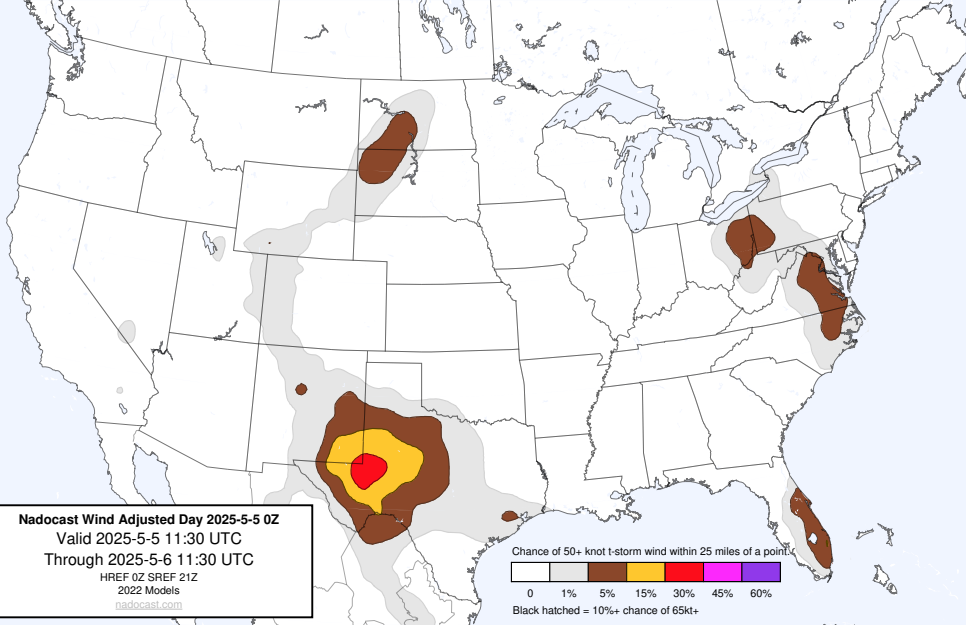 Nadocast Wind Adjusted Day 2025-5-5 0Z
Valid 2025-5-5 11:30 UTC
Through 2025-5-6 11:30 UTC
HREF 0Z SREF 21Z
2022 Models
nadocast.com
Chance of 50+ knot t-storm wind within 25 miles of a point.
0 1% 5% 15% 30% 45% 60%
Black hatched = 10%+ chance of 65kt+